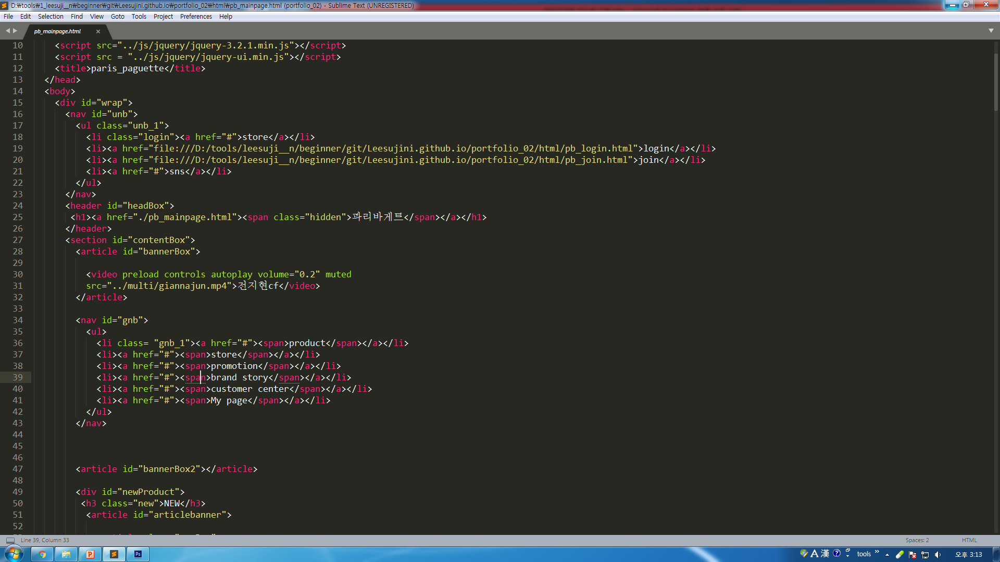 D:₩tools₩1_leesuji__n₩beginner₩git₩Leesujini.github.io₩portfolio_02₩html₩pb_mainpage.html (portfolio_02) - Sublime Text (UNREGISTERED)
File Edit Selection Find View Goto Tools Project Preferences Help
pb_mainpage.html
10 <script src="../js/jquery/jquery-3.2.1.min.js"></script>
11 <script src = "../js/jquery/jquery-ui.min.js"></script>
12 <title>paris_paguette</title>
13 </head>
14 <body>
15 <div id="wrap">
16 <nav id="unb">
17 <ul class="unb_1">
18 <li class="login"><a href="#">store</a></li>
19 <li><a href="file:///D:/tools/leesuji__n/beginner/git/Leesujini.github.io/portfolio_02/html/pb_login.html">login</a></li>
20 <li><a href="file:///D:/tools/leesuji__n/beginner/git/Leesujini.github.io/portfolio_02/html/pb_join.html">join</a></li>
21 <li><a href="#">sns</a></li>
22 </ul>
23 </nav>
24 <header id="headBox">
25 <h1><a href="./pb_mainpage.html"><span class="hidden">파리바게트</span></a></h1>
26 </header>
27 <section id="contentBox">
28 <article id="bannerBox">
29
30 <video preload controls autoplay volume="0.2" muted
31 src="../multi/giannajun.mp4">전지현cf</video>
32 </article>
33
34 <nav id="gnb">
35 <ul>
36 <li class= "gnb_1"><a href="#"><span>product</span></a></li>
37 <li><a href="#"><span>store</span></a></li>
38 <li><a href="#"><span>promotion</span></a></li>
39 <li><a href="#"><span>brand story</span></a></li>
40 <li><a href="#"><span>customer center</span></a></li>
41 <li><a href="#"><span>My page</span></a></li>
42 </ul>
43 </nav>
44
45
46
47 <article id="bannerBox2"></article>
48
49 <div id="newProduct">
50 <h3 class="new">NEW</h3>
51 <article id="articlebanner">
52
Line 39, Column 33 Spaces: 2 HTML
A 漢 tools 오후 3:13